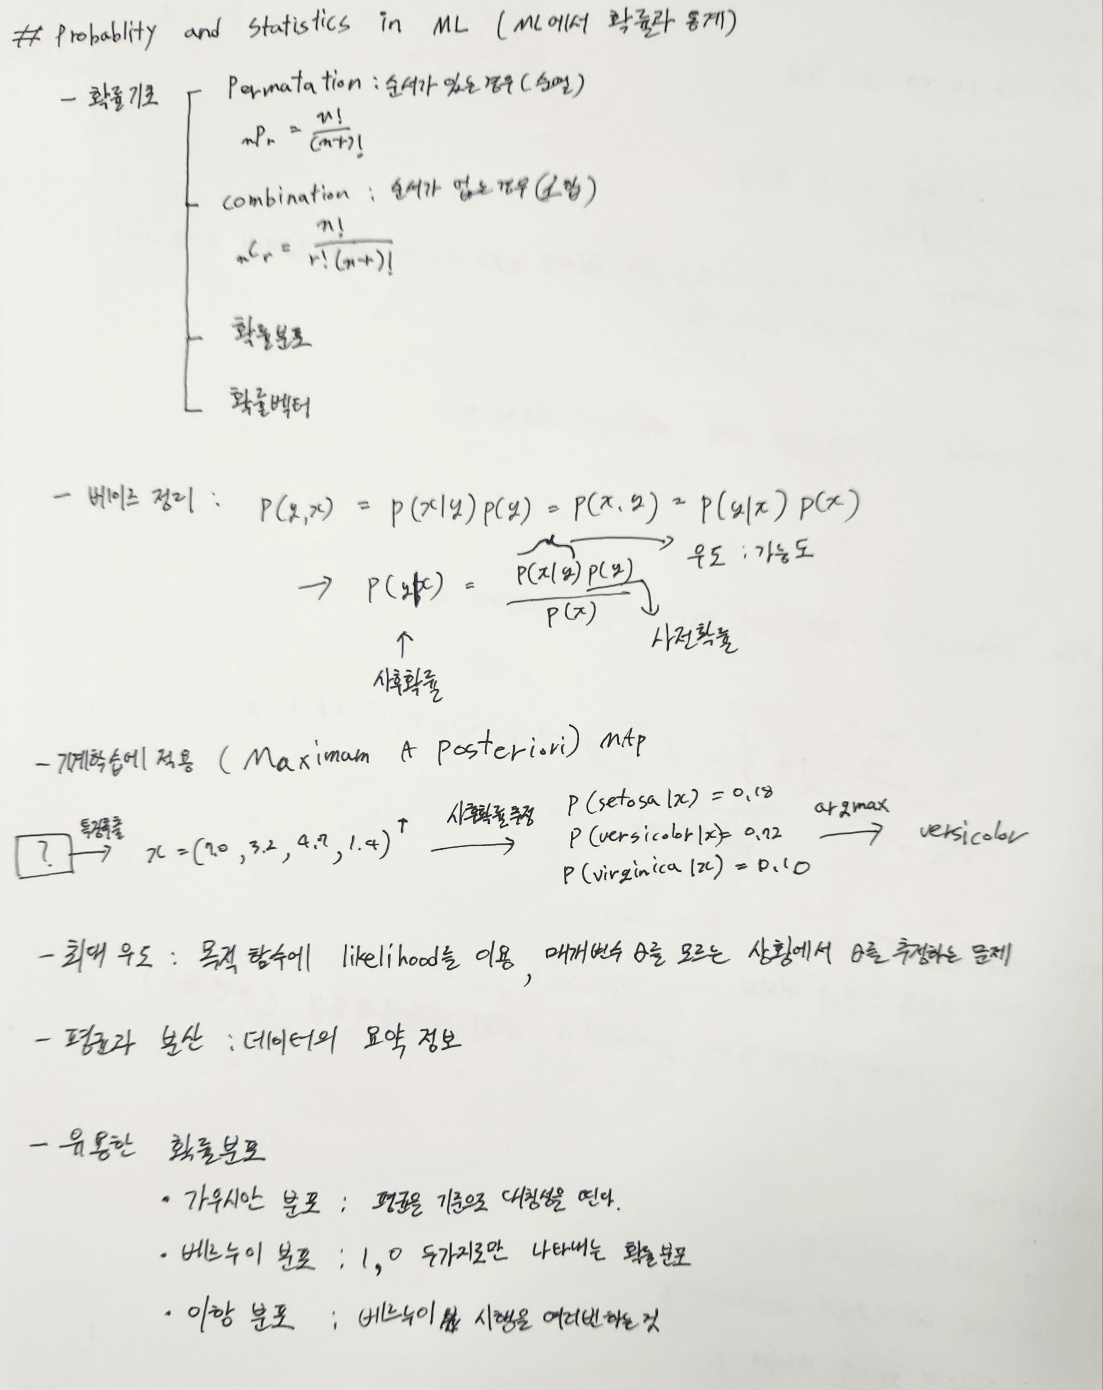 # Probablity and Statistics in ML (ML에서 확률과 통계)
- 확률기초
Permatation : 순서가 있는 경우 (순열)
nPr = n! / (n-r)!
combination : 순서가 없는 경우 (조합)
nCr = n! / r! (n-r)!
확률분포
확률벡터
- 베이즈 정리 : P(y,x) = P(x|y) P(y) = P(x,y) = P(y|x) P(x)
→ P(y|x) = P(x|y) P(y) / P(x) → 우도 : 가능도
사전확률
↑
사후확률
- 기계학습에 적용 (Maximam A posteriori) MAP
? 특징추출 → x = (7.0, 3.2, 4.7, 1.4)ᵀ 사후확률추정 → P(setosa|x) = 0.18
P(versicolor|x) = 0.72 argmax → versicolor
P(virginica|x) = 0.10
- 최대 우도 : 목적 함수에 likelihood를 이용, 매개변수 θ를 모르는 상황에서 θ를 추정하는 문제
- 평균과 분산 : 데이터의 요약 정보
- 유용한 확률분포
• 가우시안 분포 : 평균을 기준으로 대칭성을 띤다.
• 베르누이 분포 : 1, 0 두가지로만 나타내는 확률분포
• 이항 분포 : 베르누이 시행을 여러번하는 것